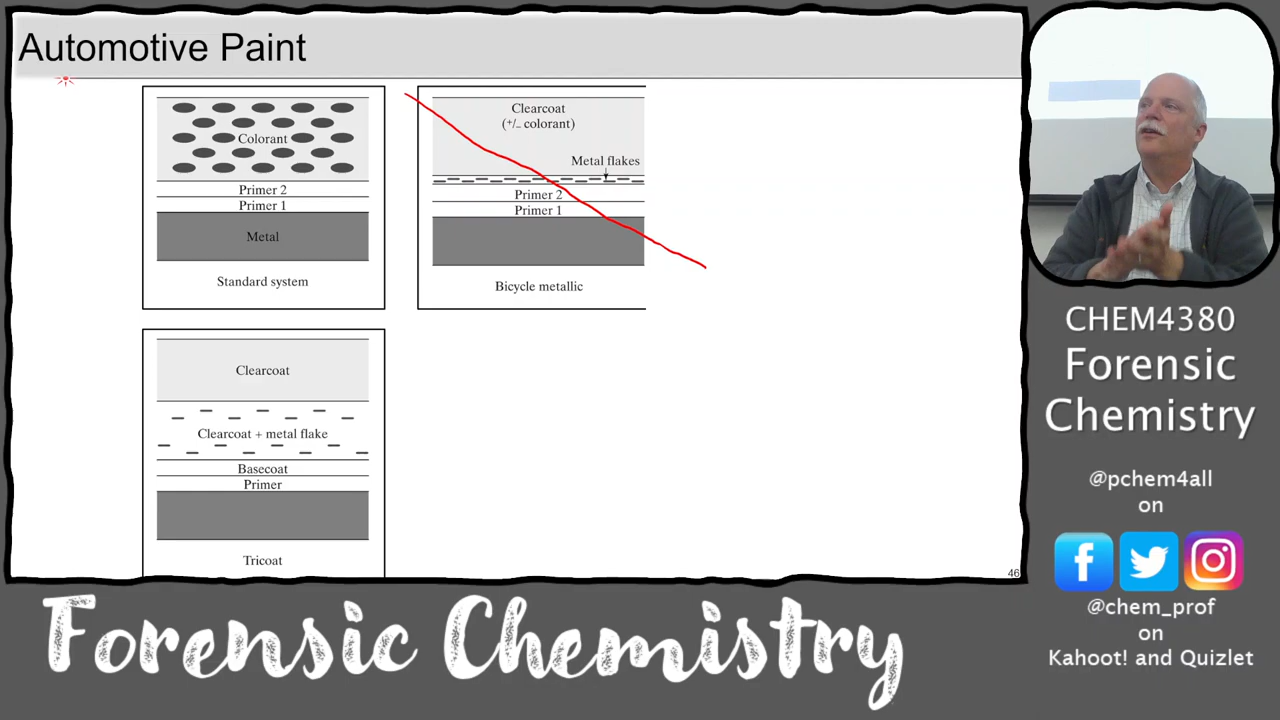 Automotive Paint
Colorant
Primer 2
Primer 1
Metal
Standard system
Clearcoat
(+/– colorant)
Metal flakes
Primer 2
Primer 1
Bicycle metallic
Clearcoat
Clearcoat + metal flake
Basecoat
Primer
Tricoat
46
CHEM4380
Forensic
Chemistry
@pchem4all
on
@chem_prof
on
Kahoot! and Quizlet
Forensic Chemistry